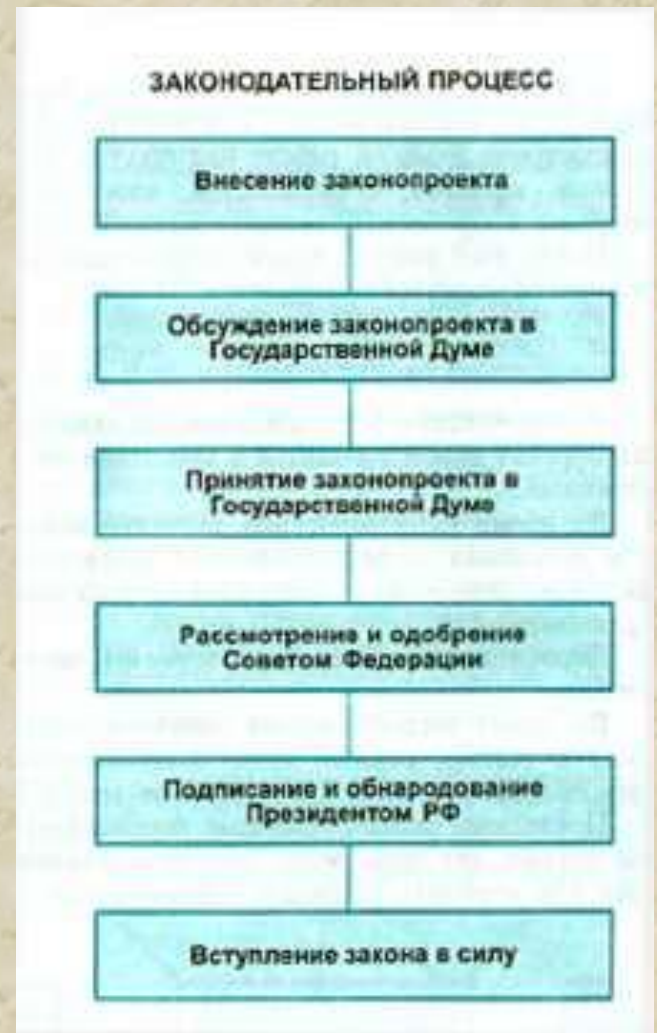 ЗАКОНОДАТЕЛЬНЫЙ ПРОЦЕСС
Внесение законопроекта
Обсуждение законопроекта в
Государственной Думе
Принятие законопроекта в
Государственной Думе
Рассмотрение и одобрение
Советом Федерации
Подписание и обнародование
Президентом РФ
Вступление закона в силу